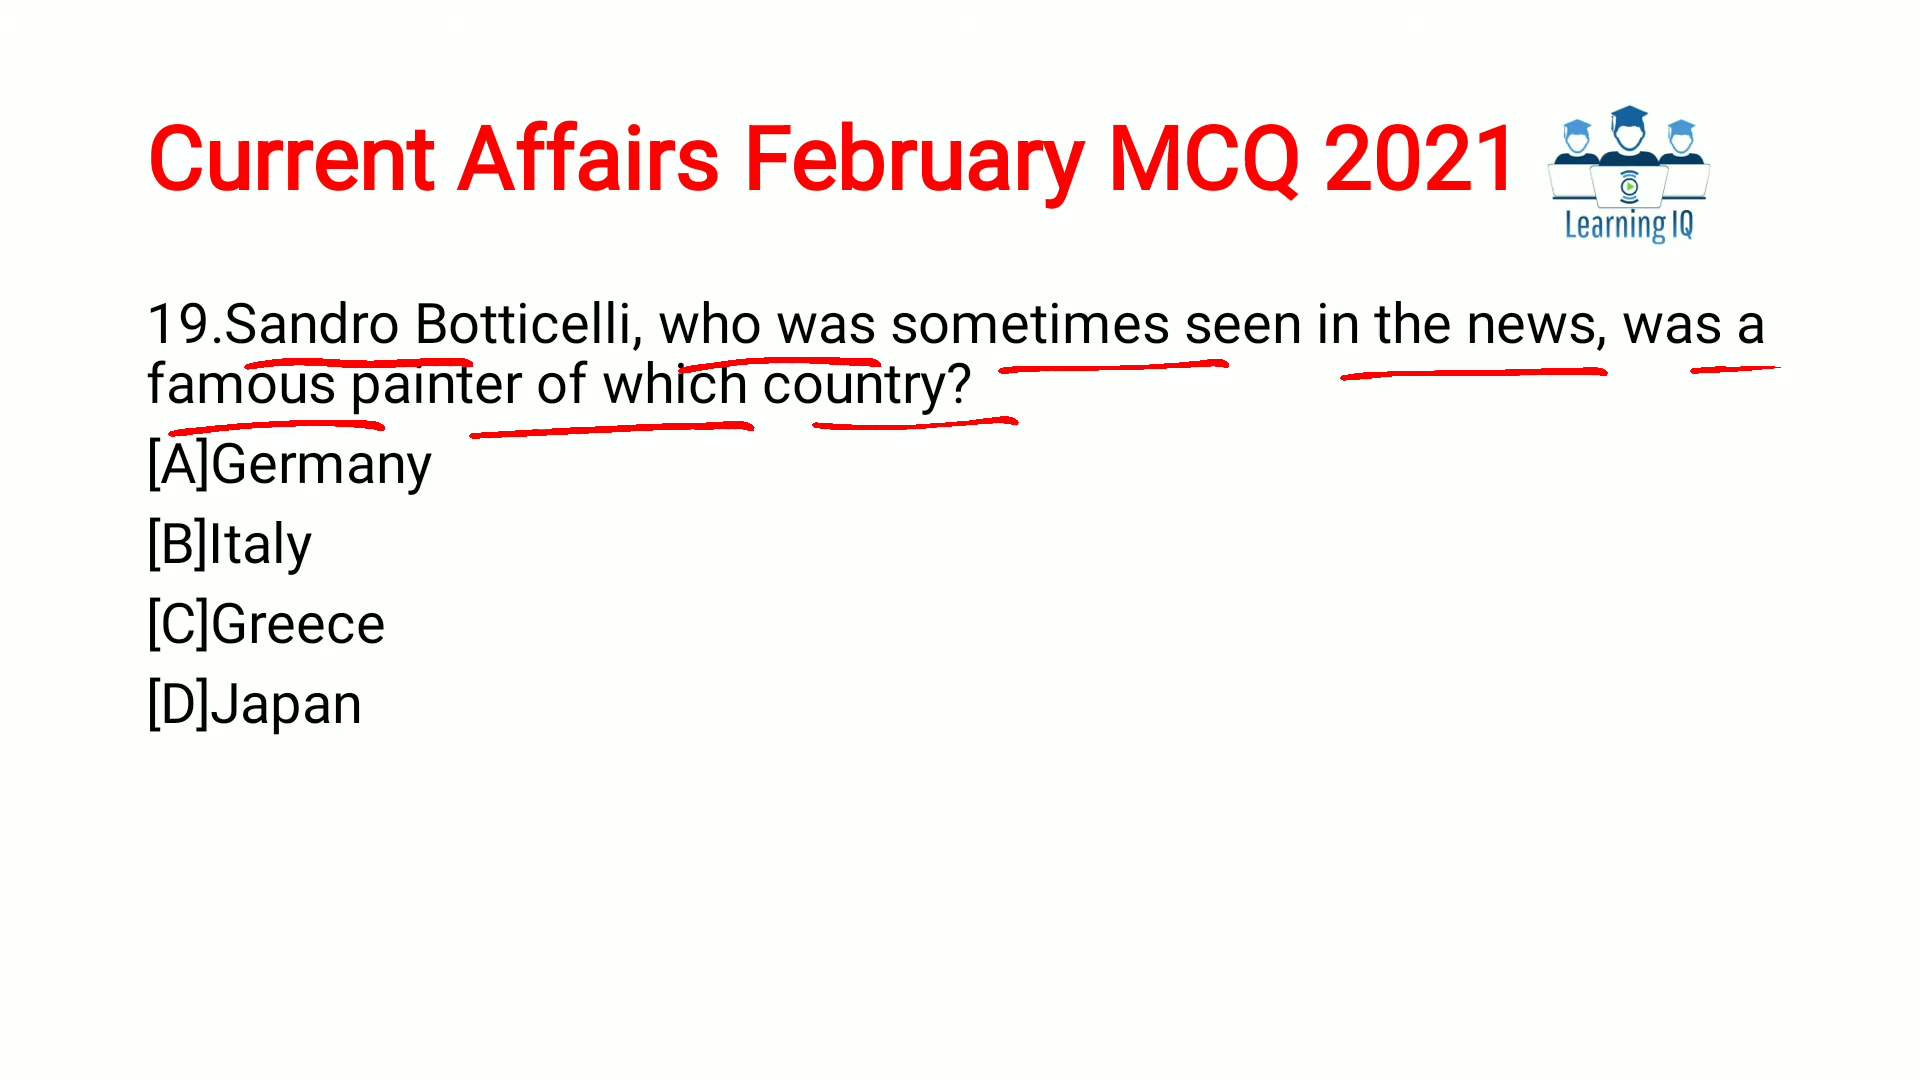 Current Affairs February MCQ 2021
Learning IQ
19.Sandro Botticelli, who was sometimes seen in the news, was a
famous painter of which country?
[A]Germany
[B]Italy
[C]Greece
[D]Japan